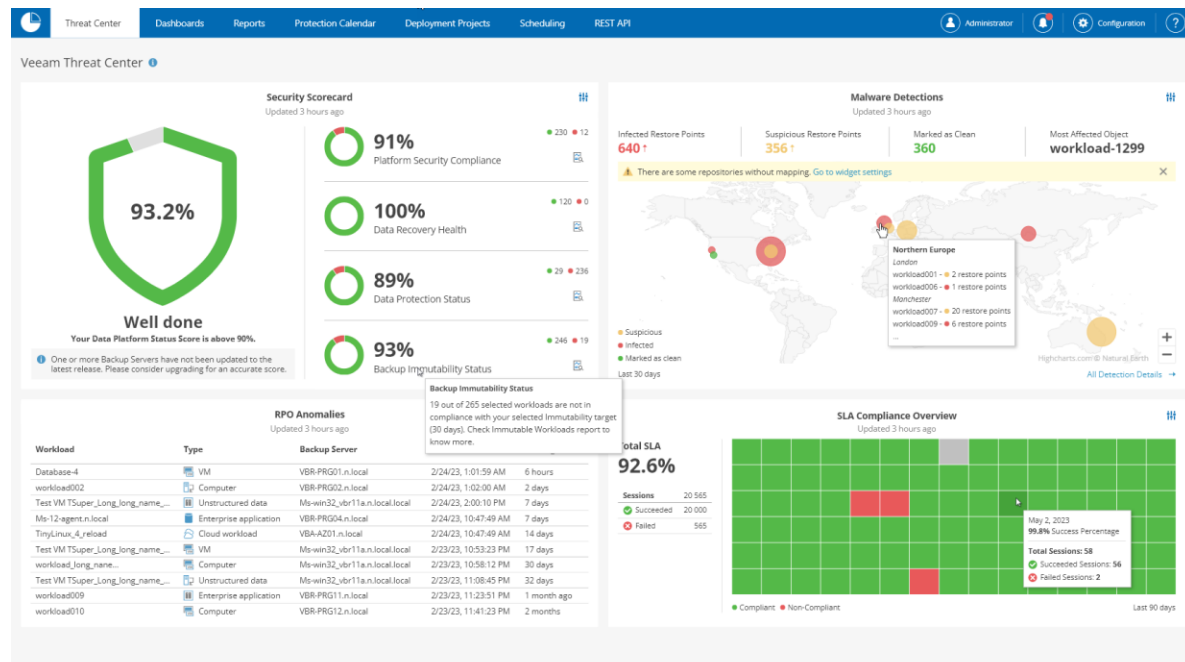 Threat Center Dashboards Reports Protection Calendar Deployment Projects Scheduling REST API Administrator Configuration ?
Veeam Threat Center
Security Scorecard
Updated 3 hours ago
93.2%
Well done
Your Data Platform Status Score is above 90%.
One or more Backup Servers have not been updated to the
latest release. Please consider upgrading for an accurate score.
91%
Platform Security Compliance
230 12
100%
Data Recovery Health
120 0
89%
Data Protection Status
29 236
93%
Backup Immutability Status
246 19
Backup Immutability Status
19 out of 265 selected workloads are not in
compliance with your selected Immutability target
(30 days). Check Immutable Workloads report to
know more.
Malware Detections
Updated 3 hours ago
Infected Restore Points
640 ↑
Suspicious Restore Points
356 ↑
Marked as Clean
360
Most Affected Object
workload-1299
There are some repositories without mapping. Go to widget settings
Northern Europe
London
workload001 - 2 restore points
workload006 - 1 restore points
Manchester
workload007 - 20 restore points
workload009 - 6 restore points
...
Suspicious
Infected
Marked as clean
Last 30 days
+
−
Highcharts.com © Natural Earth
All Detection Details →
RPO Anomalies
Updated 3 hours ago
Workload Type Backup Server
Database-4 VM VBR-PRG01.n.local 2/24/23, 1:01:59 AM 6 hours
workload002 Computer VBR-PRG02.n.local 2/24/23, 1:02:00 AM 2 days
Test VM TSuper_Long_long_name_... Unstructured data Ms-win32_vbr11a.n.local.local 2/24/23, 2:00:10 PM 7 days
Ms-12-agent.n.local Enterprise application VBR-PRG04.n.local 2/24/23, 10:47:49 AM 7 days
TinyLinux_4_reload Cloud workload VBA-AZ01.n.local 2/24/23, 10:47:49 AM 14 days
Test VM TSuper_Long_long_name_... VM Ms-win32_vbr11a.n.local.local 2/23/23, 10:53:23 PM 17 days
workload_long_nane... Computer Ms-win32_vbr11a.n.local.local 2/23/23, 10:58:12 PM 30 days
Test VM TSuper_Long_long_name_... Unstructured data Ms-win32_vbr11a.n.local.local 2/23/23, 11:08:45 PM 32 days
workload009 Enterprise application VBR-PRG11.n.local 2/23/23, 11:23:51 PM 1 month ago
workload010 Computer VBR-PRG12.n.local 2/23/23, 11:41:23 PM 2 months
SLA Compliance Overview
Updated 3 hours ago
Total SLA
92.6%
Sessions 20 565
Succeeded 20 000
Failed 565
May 2, 2023
99.8% Success Percentage
Total Sessions: 58
Succeeded Sessions: 56
Failed Sessions: 2
Compliant Non-Compliant
Last 90 days